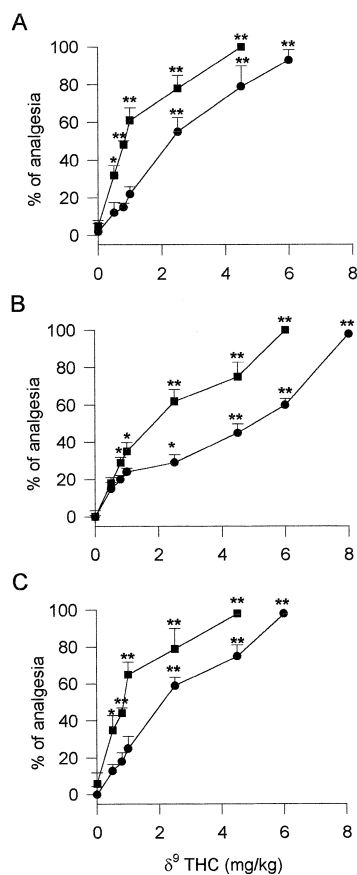 A
100
80
60
40
20
0
% of analgesia
* ** ** ** **
** ** **
0 2 4 6 8
B
100
80
60
40
20
0
% of analgesia
* * ** ** **
* ** ** **
0 2 4 6 8
C
100
80
60
40
20
0
% of analgesia
* ** ** ** **
** ** **
0 2 4 6 8
δ⁹ THC (mg/kg)